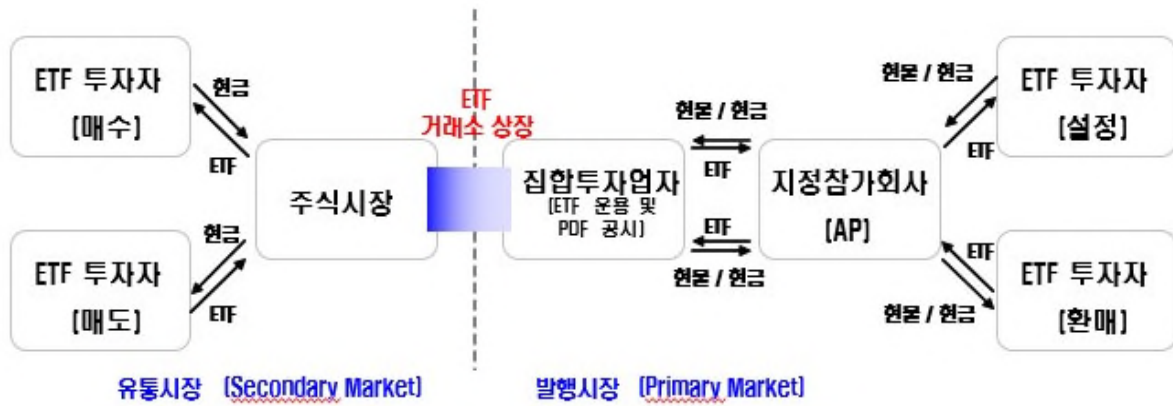 ETF 투자자
[매수]
현금
ETF
ETF
거래소 상장
현물 / 현금
ETF
현물 / 현금
ETF
ETF 투자자
[설정]
주식시장
집합투자업자
[ETF 운용 및
PDF 공시]
지정참가회사
[AP]
ETF 투자자
[매도]
현금
ETF
ETF
현물 / 현금
ETF
현물 / 현금
ETF 투자자
[환매]
유통시장 [Secondary Market]
발행시장 [Primary Market]